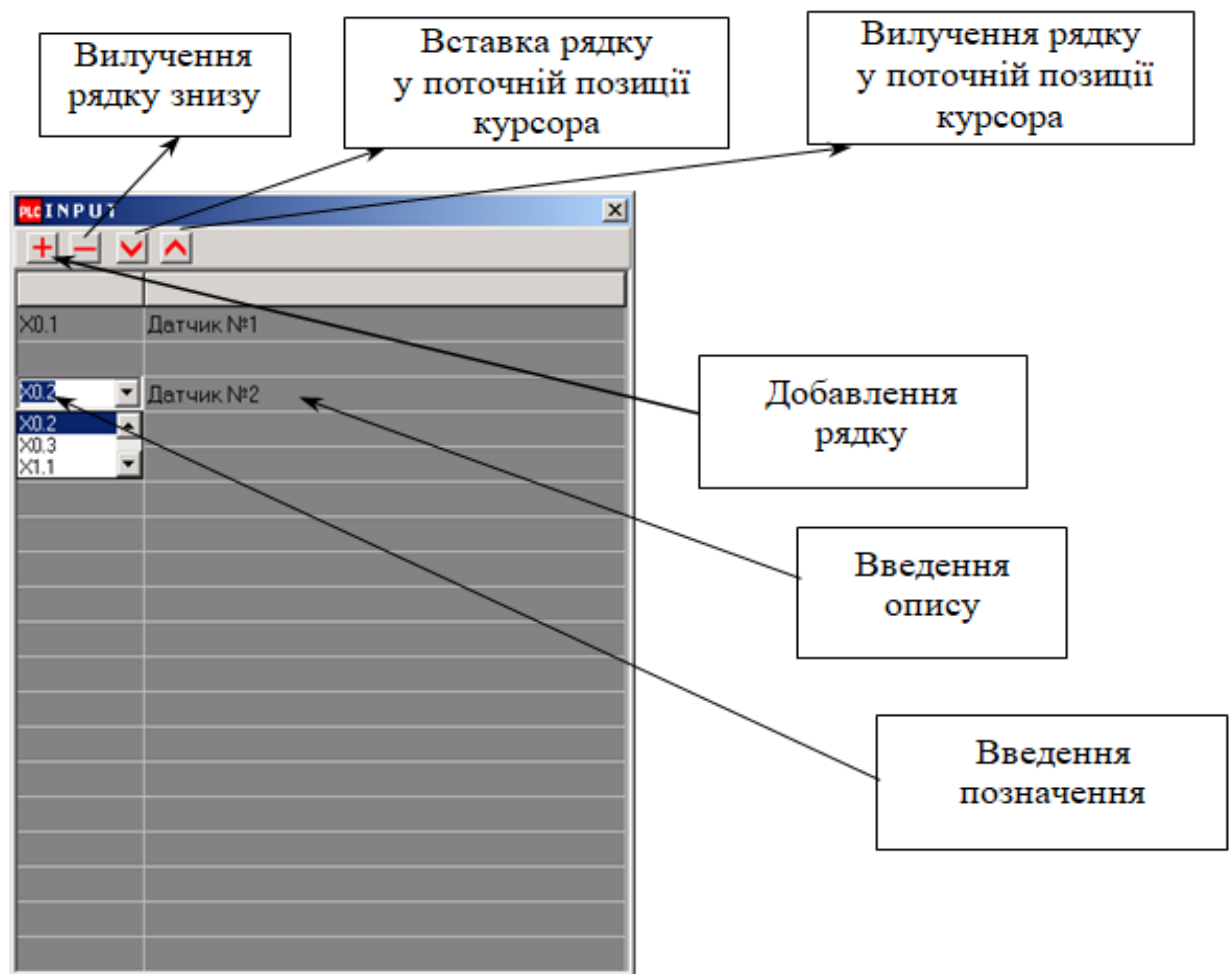 Вилучення
рядку знизу
Вставка рядку
у поточній позиції
курсора
Вилучення рядку
у поточній позиції
курсора
PLC INPUT
X0.1 Датчик №1
X0.2 Датчик №2
X0.2
X0.3
X1.1
Добавлення
рядку
Введення
опису
Введення
позначення